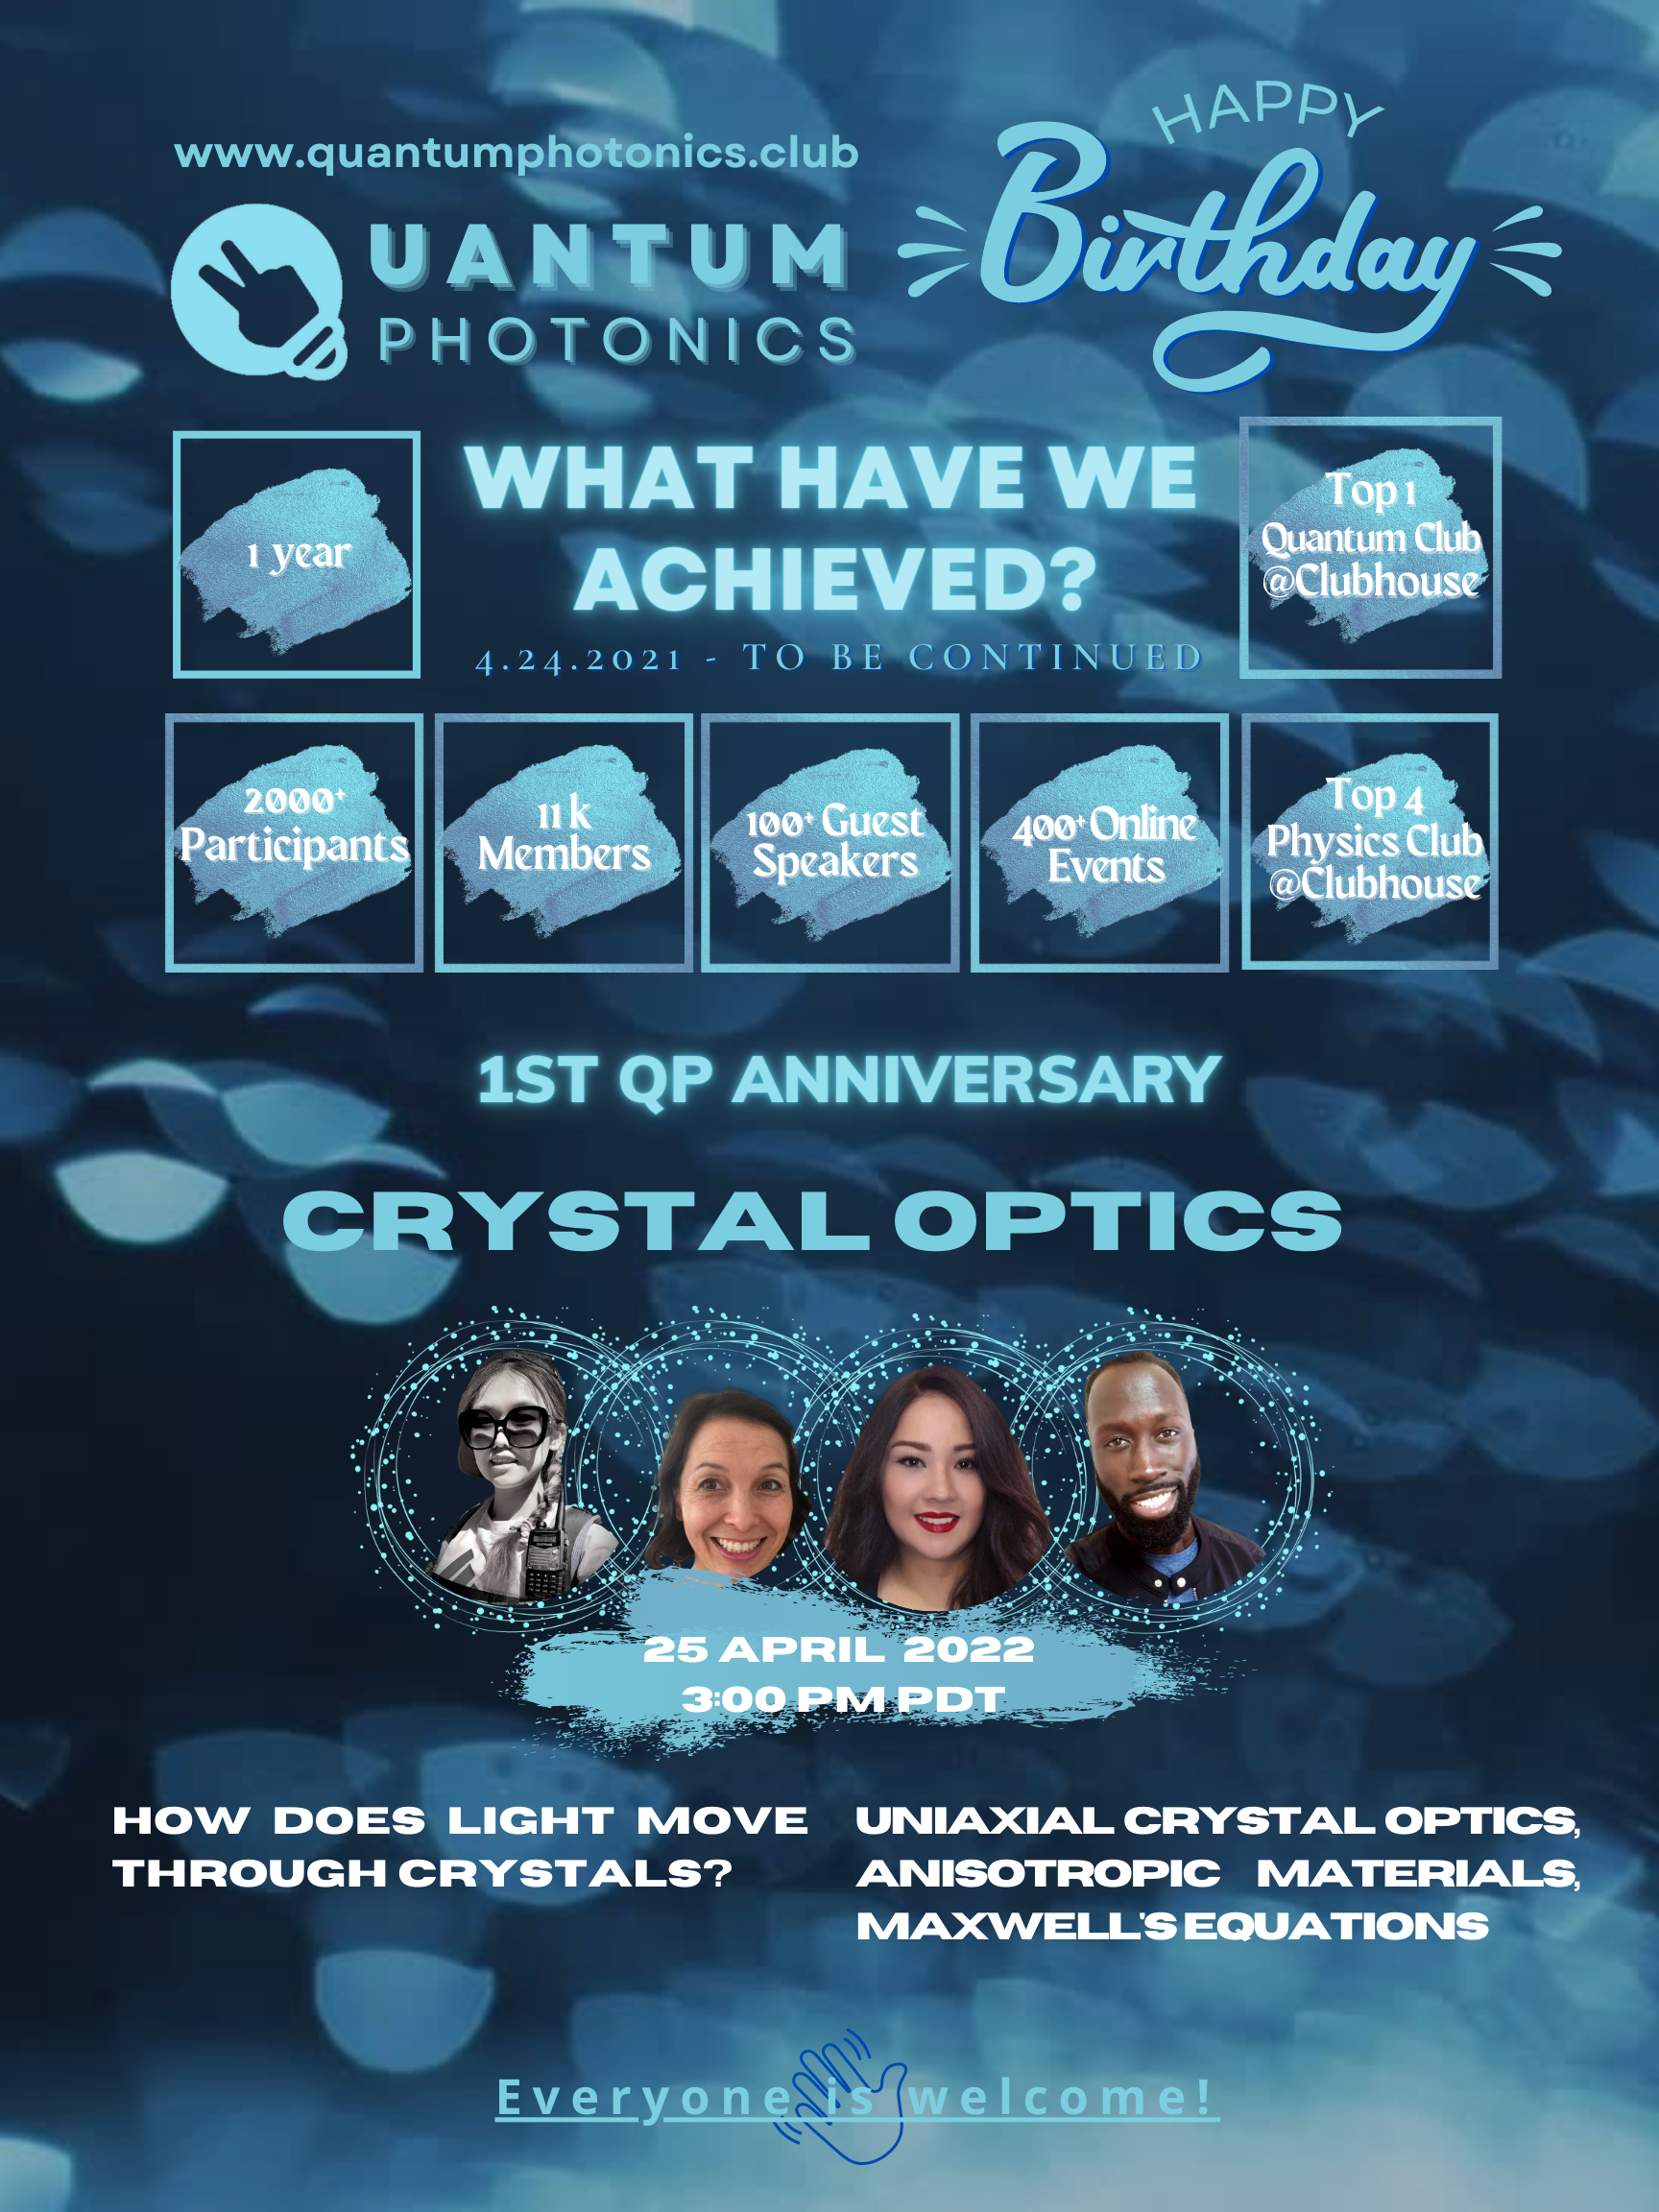 www.quantumphotonics.club
UANTUM
PHOTONICS
HAPPY
Birthday
1 year
WHAT HAVE WE
ACHIEVED?
4.24.2021 - TO BE CONTINUED
Top 1
Quantum Club
@Clubhouse
2000+
Participants
11 k
Members
100+ Guest
Speakers
400+ Online
Events
Top 4
Physics Club
@Clubhouse
1ST QP ANNIVERSARY
CRYSTAL OPTICS
25 APRIL 2022
3:00 PM PDT
HOW DOES LIGHT MOVE
THROUGH CRYSTALS?
UNIAXIAL CRYSTAL OPTICS,
ANISOTROPIC MATERIALS,
MAXWELL'S EQUATIONS
Everyone is welcome!